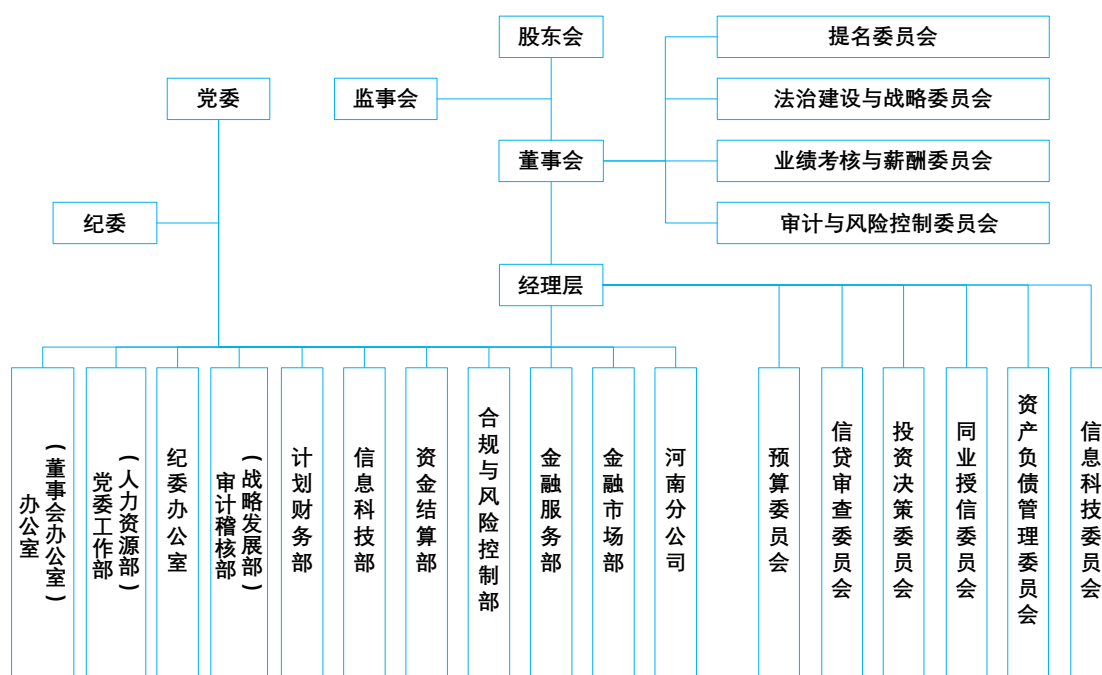 股东会
提名委员会
党委
监事会
法治建设与战略委员会
董事会
业绩考核与薪酬委员会
纪委
审计与风险控制委员会
经理层
办公室
(董事会办公室)
党委工作部
(人力资源部)
纪委办公室
审计稽核部
(战略发展部)
计划财务部
信息科技部
资金结算部
合规与风险控制部
金融服务部
金融市场部
河南分公司
预算委员会
信贷审查委员会
投资决策委员会
同业授信委员会
资产负债管理委员会
信息科技委员会